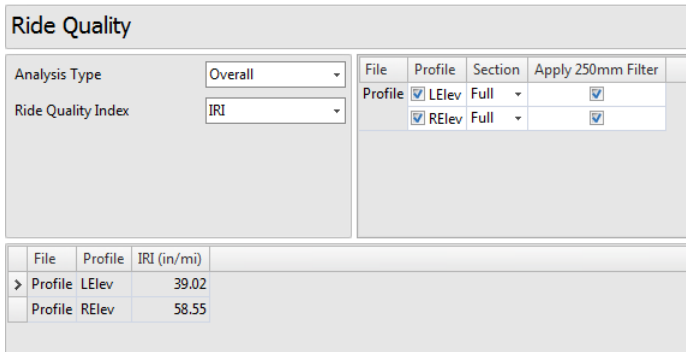 Ride Quality
Analysis Type Overall
Ride Quality Index IRI
File Profile Section Apply 250mm Filter
Profile LElev Full
RElev Full
File Profile IRI (in/mi)
Profile LElev 39.02
Profile RElev 58.55